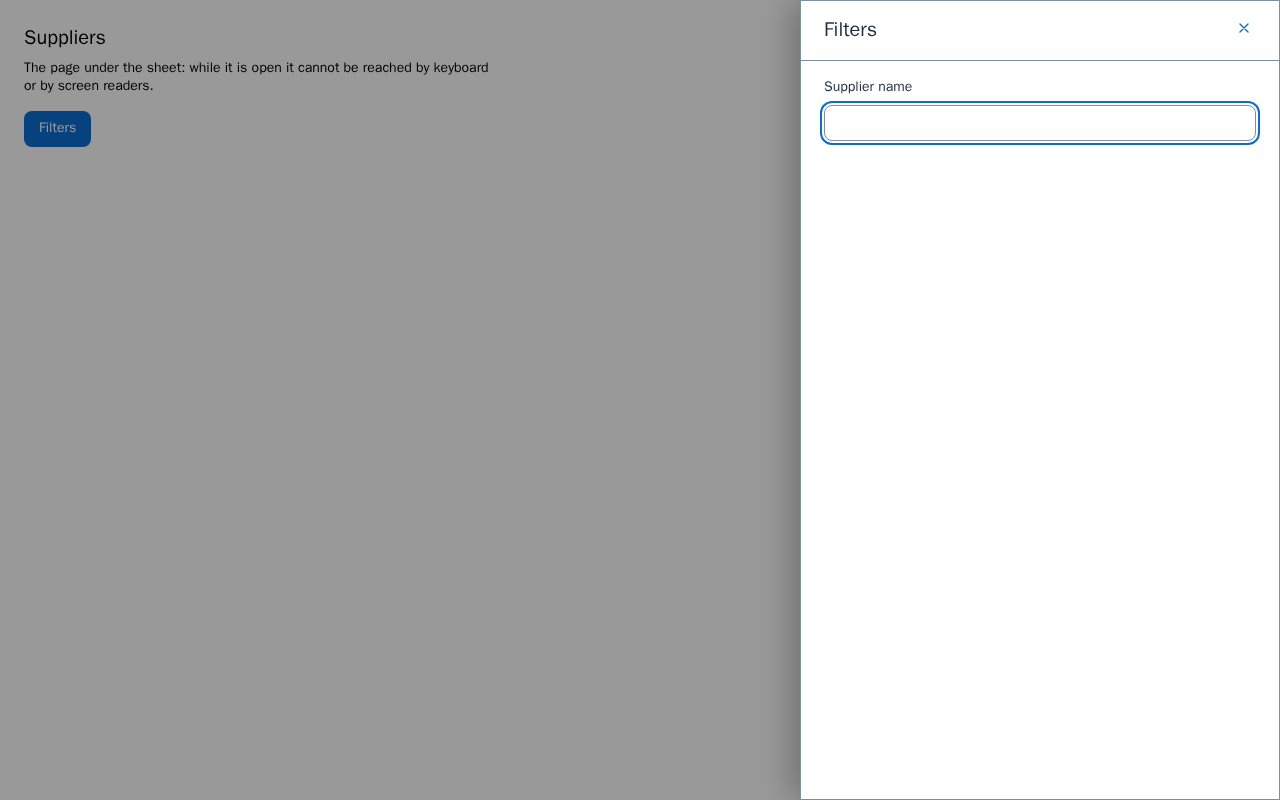 Suppliers
The page under the sheet: while it is open it cannot be reached by keyboard
or by screen readers.
Filters
Filters
Supplier name